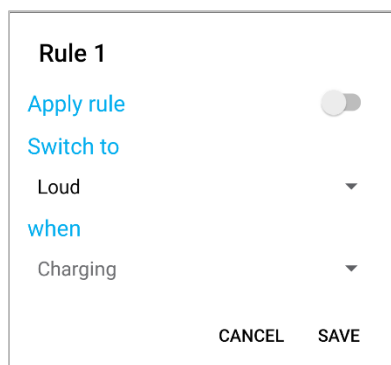 Rule 1
Apply rule
Switch to
Loud
when
Charging
CANCEL SAVE